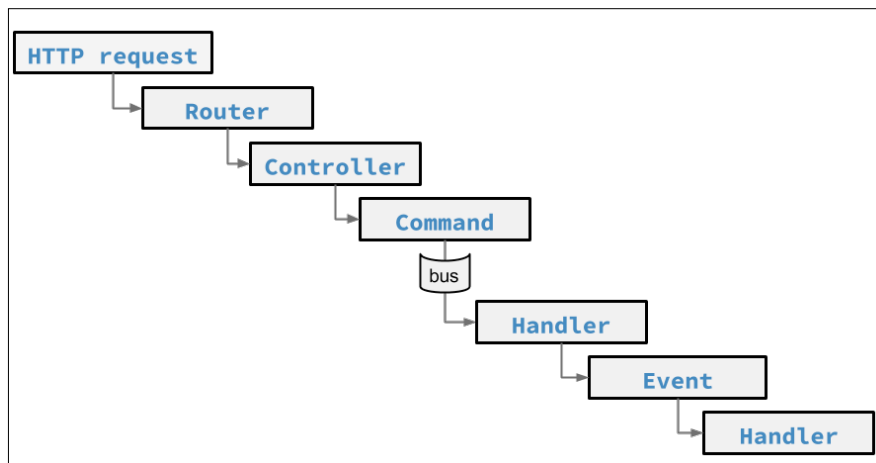 HTTP request
Router
Controller
Command
bus
Handler
Event
Handler